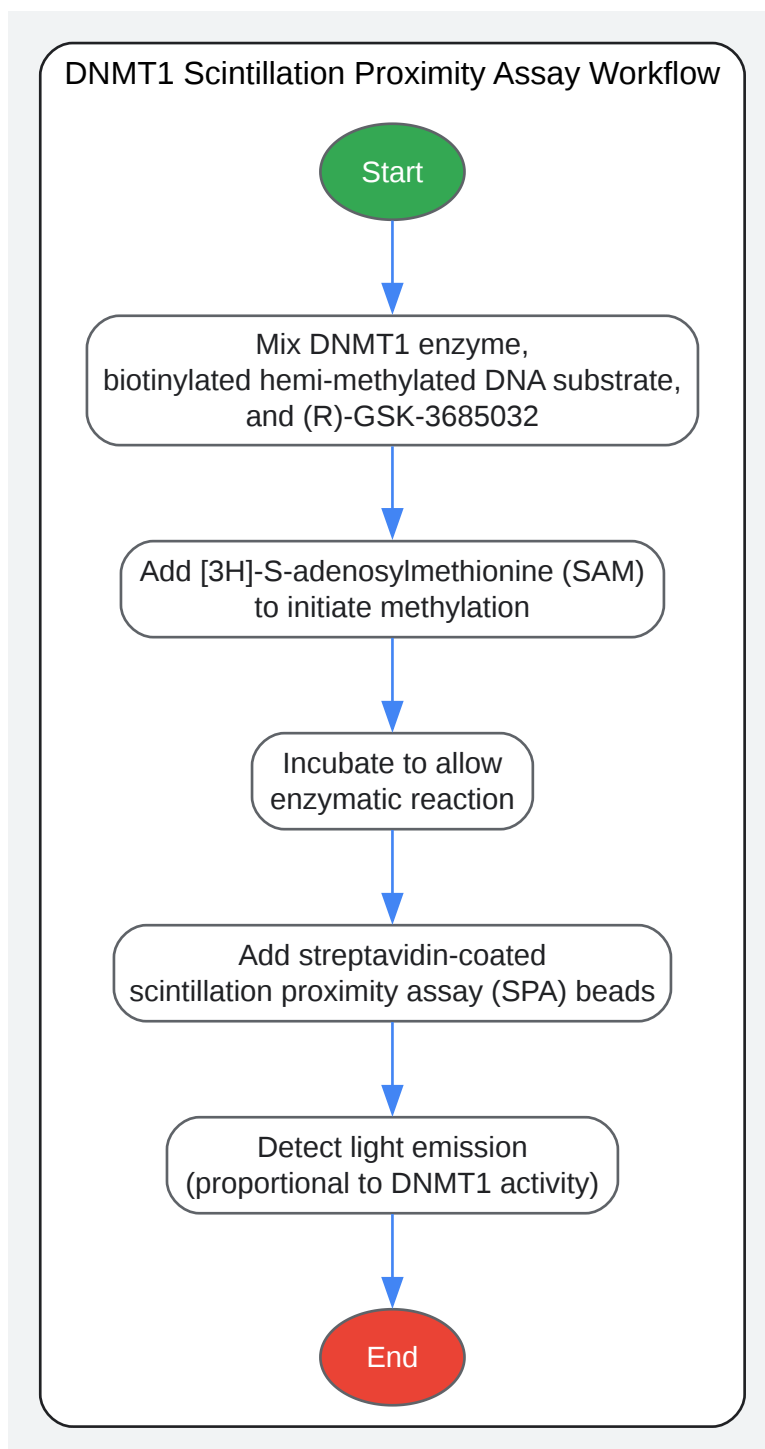 DNMT1 Scintillation Proximity Assay Workflow
Start
Mix DNMT1 enzyme,
biotinylated hemi-methylated DNA substrate,
and (R)-GSK-3685032
Add [3H]-S-adenosylmethionine (SAM)
to initiate methylation
Incubate to allow
enzymatic reaction
Add streptavidin-coated
scintillation proximity assay (SPA) beads
Detect light emission
(proportional to DNMT1 activity)
End